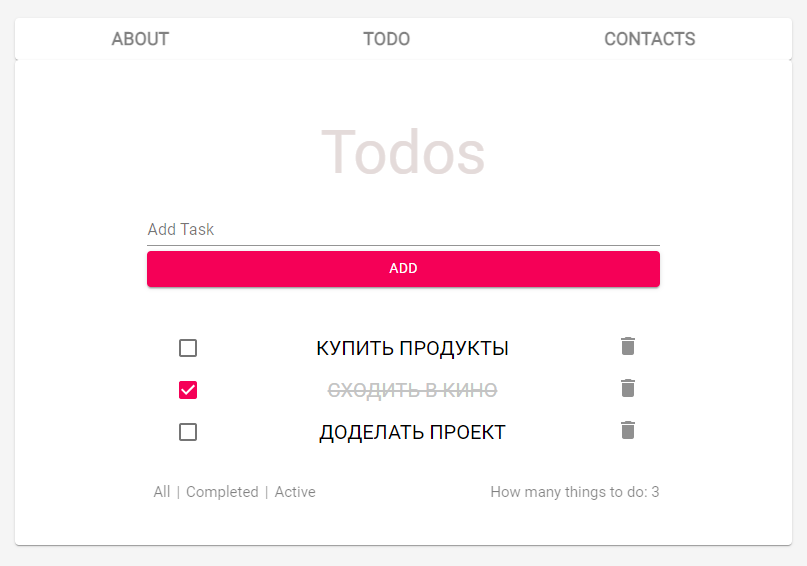 ABOUT TODO CONTACTS
Todos
Add Task
ADD
КУПИТЬ ПРОДУКТЫ
СХОДИТЬ В КИНО
ДОДЕЛАТЬ ПРОЕКТ
All | Completed | Active How many things to do: 3